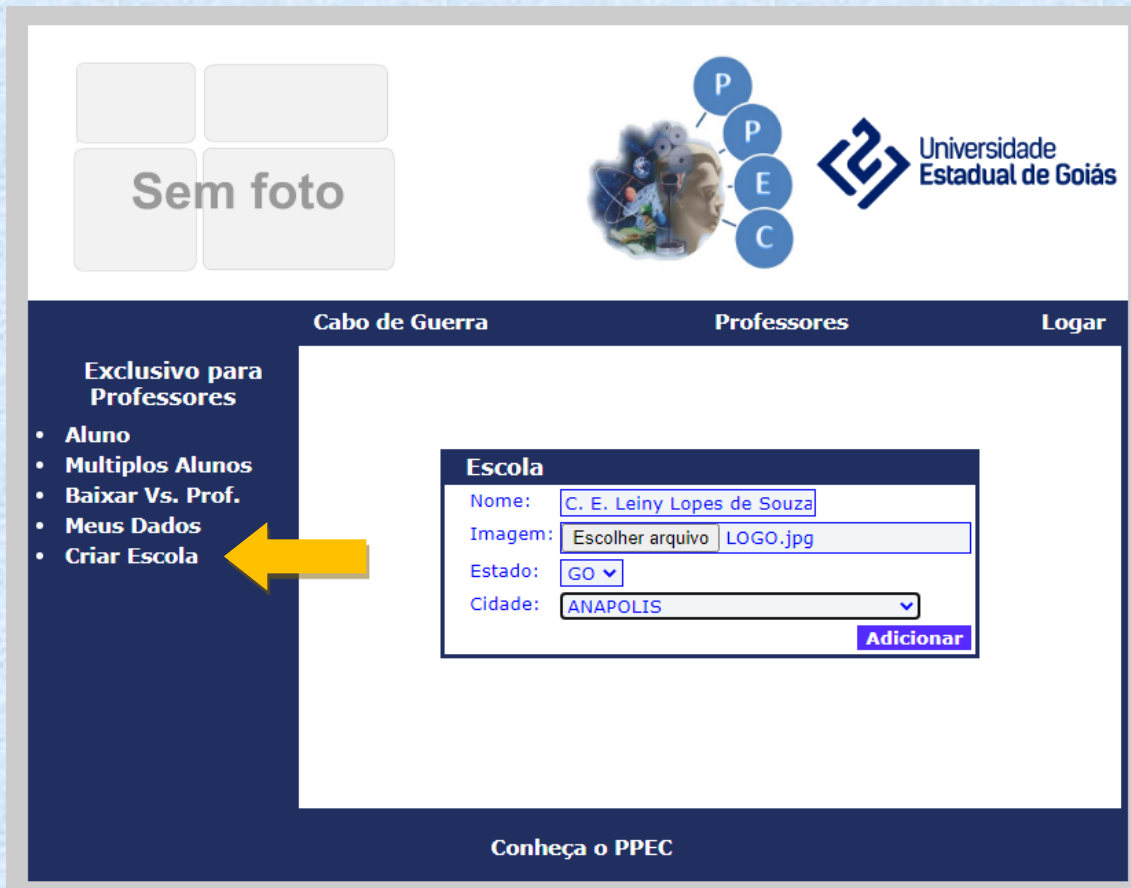 Sem foto
P
P
E
C
Universidade
Estadual de Goiás
Cabo de Guerra Professores Logar
Exclusivo para
Professores
• Aluno
• Multiplos Alunos
• Baixar Vs. Prof.
• Meus Dados
• Criar Escola
Escola
Nome: C. E. Leiny Lopes de Souza
Imagem: Escolher arquivo LOGO.jpg
Estado: GO
Cidade: ANAPOLIS
Adicionar
Conheça o PPEC